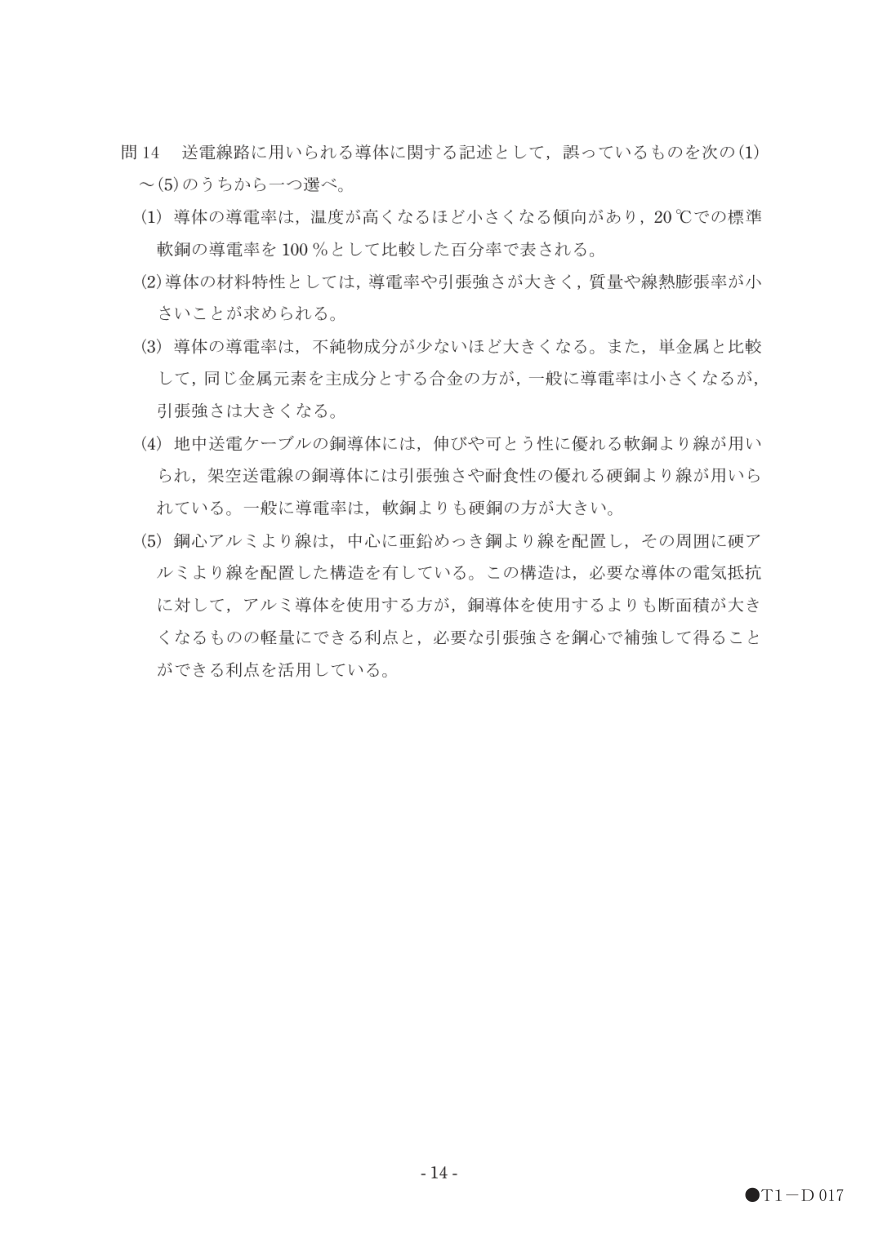 問 14　送電線路に用いられる導体に関する記述として，誤っているものを次の(1)
～(5)のうちから一つ選べ。
(1) 導体の導電率は，温度が高くなるほど小さくなる傾向があり，20 ℃での標準
軟銅の導電率を 100 %として比較した百分率で表される。
(2) 導体の材料特性としては，導電率や引張強さが大きく，質量や線熱膨張率が小
さいことが求められる。
(3) 導体の導電率は，不純物成分が少ないほど大きくなる。また，単金属と比較
して，同じ金属元素を主成分とする合金の方が，一般に導電率は小さくなるが，
引張強さは大きくなる。
(4) 地中送電ケーブルの銅導体には，伸びや可とう性に優れる軟銅より線が用い
られ，架空送電線の銅導体には引張強さや耐食性の優れる硬銅より線が用いら
れている。一般に導電率は，軟銅よりも硬銅の方が大きい。
(5) 鋼心アルミより線は，中心に亜鉛めっき鋼より線を配置し，その周囲に硬ア
ルミより線を配置した構造を有している。この構造は，必要な導体の電気抵抗
に対して，アルミ導体を使用する方が，銅導体を使用するよりも断面積が大き
くなるものの軽量にできる利点と，必要な引張強さを鋼心で補強して得ること
ができる利点を活用している。
- 14 -
●T1－D 017